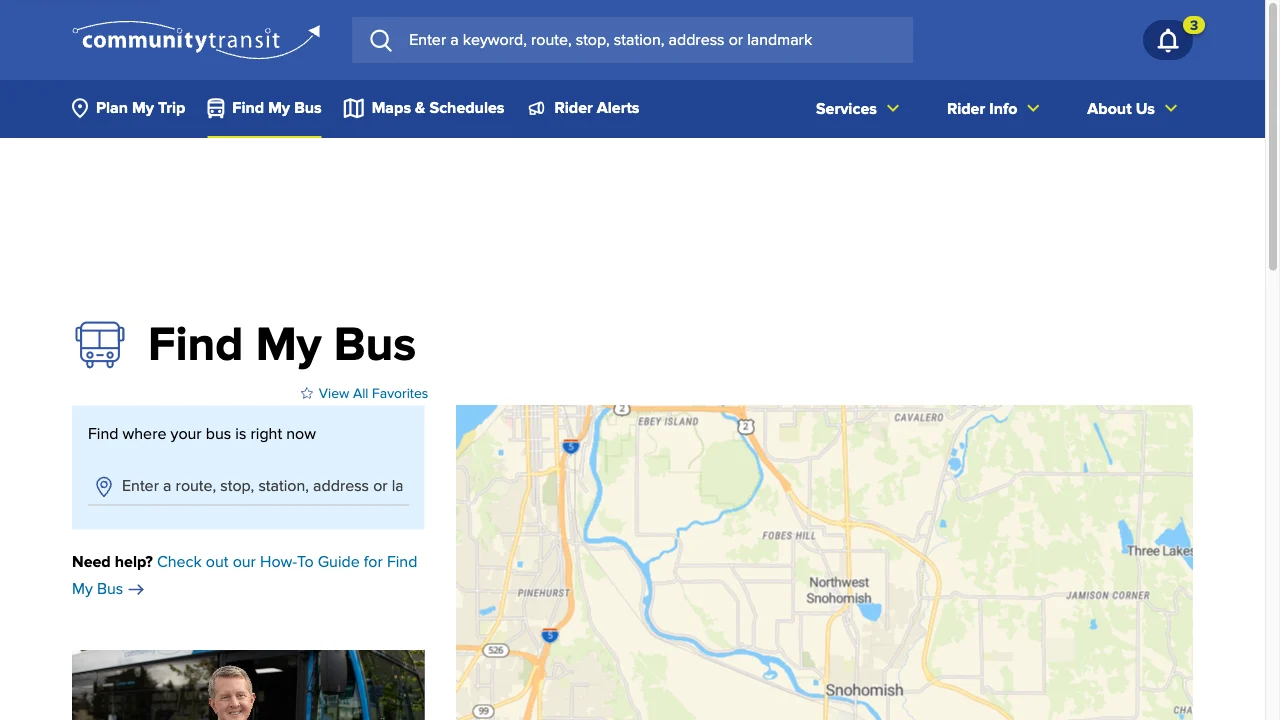 communitytransit
Enter a keyword, route, stop, station, address or landmark
3
Plan My Trip
Find My Bus
Maps & Schedules
Rider Alerts
Services
Rider Info
About Us
Find My Bus
View All Favorites
Find where your bus is right now
Enter a route, stop, station, address or la
Need help? Check out our How-To Guide for Find
My Bus
2
EBEY ISLAND
2
CAVALERO
5
FOBES HILL
Three Lakes
Northwest
Snohomish
PINEHURST
JAMISON CORNER
5
526
Snohomish
99
CHA